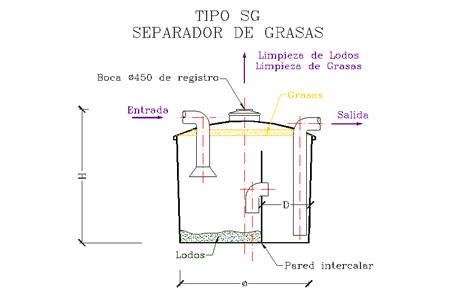 TIPO SG
SEPARADOR DE GRASAS
Limpieza de Lodos
Limpieza de Grasas
Boca Ø450 de registro
Grasas
Entrada
Salida
H
D
Lodos
Pared intercalar
Ø